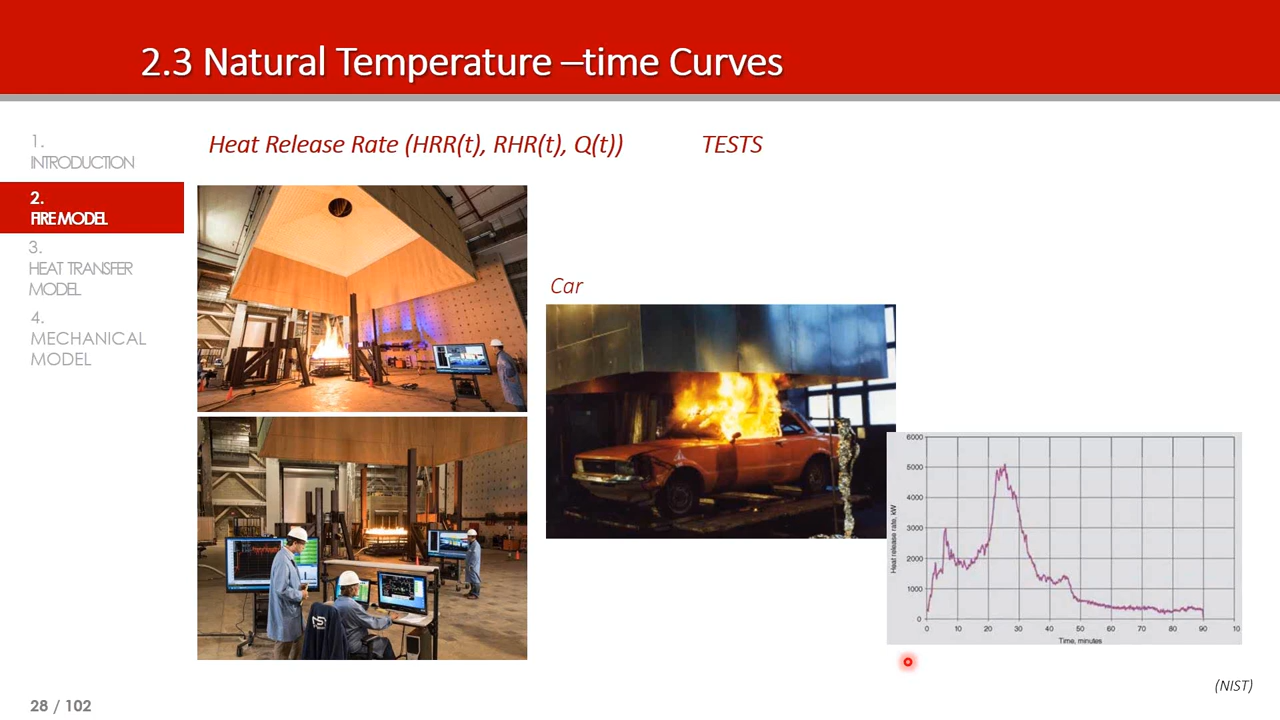 2.3 Natural Temperature –time Curves
1.
INTRODUCTION
2.
FIRE MODEL
3.
HEAT TRANSFER
MODEL
4.
MECHANICAL
MODEL
Heat Release Rate (HRR(t), RHR(t), Q(t))
TESTS
Car
6000
5000
4000
3000
2000
1000
0
Heat release rate, kW
0 10 20 30 40 50 60 70 80 90 10
Time, minutes
(NIST)
28 / 102